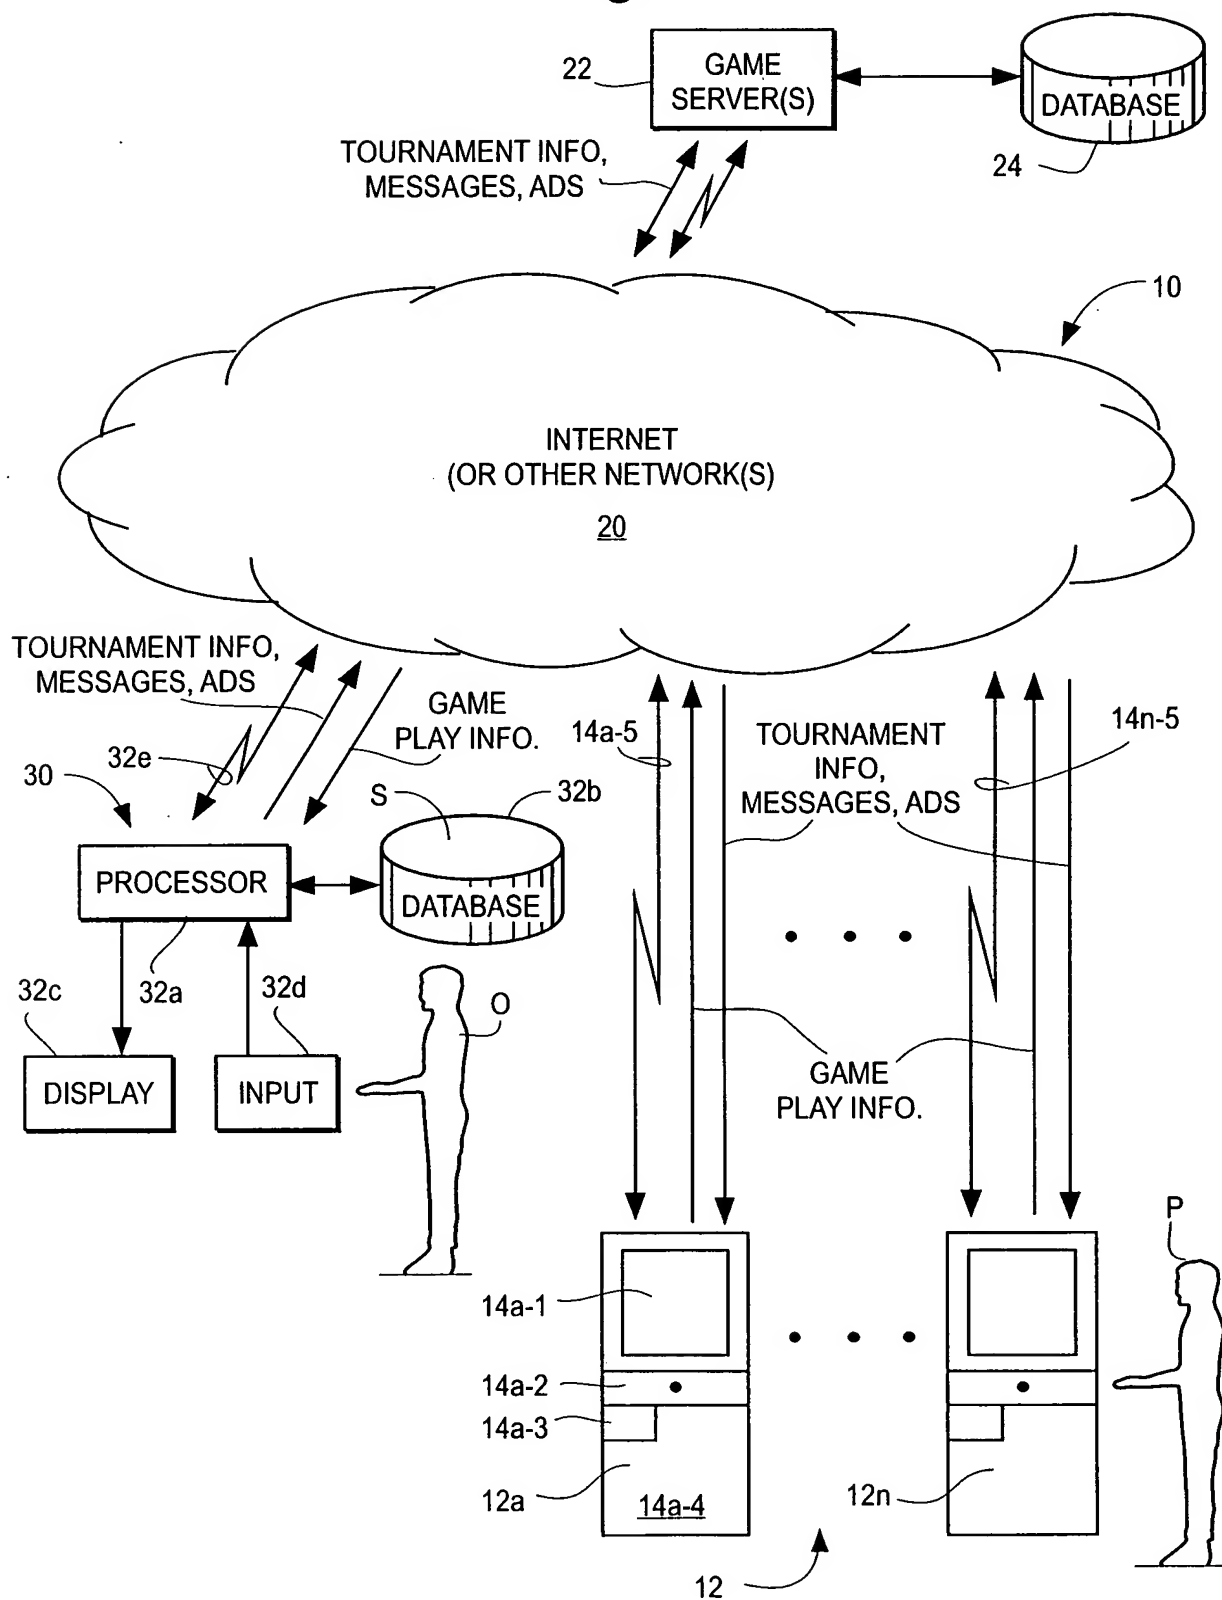 GAME
SERVER(S)
22
DATABASE
24
TOURNAMENT INFO,
MESSAGES, ADS
10
INTERNET
(OR OTHER NETWORK(S)
20
TOURNAMENT INFO,
MESSAGES, ADS
GAME
PLAY INFO.
32e
30
S
32b
PROCESSOR
DATABASE
32c
32a
32d
O
DISPLAY
INPUT
14a-5
TOURNAMENT
INFO,
MESSAGES, ADS
14n-5
GAME
PLAY INFO.
P
14a-1
14a-2
14a-3
12a
14a-4
12n
12